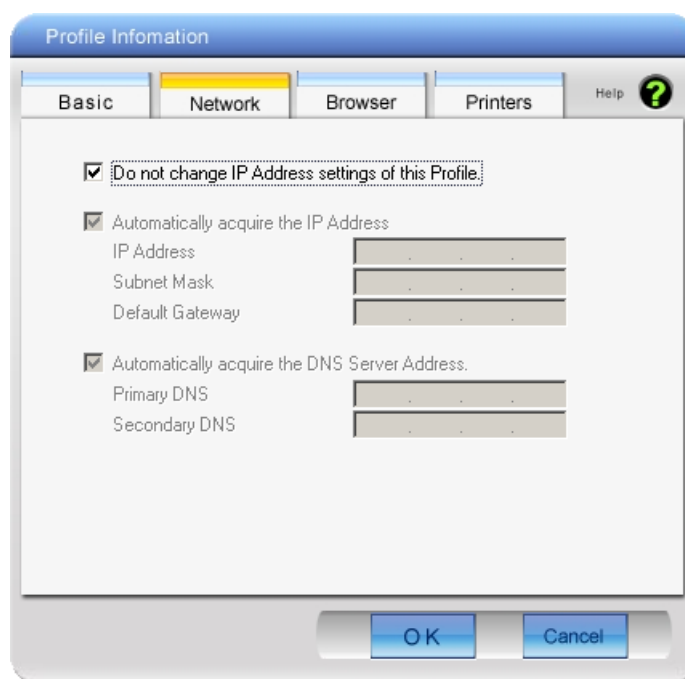 Profile Infomation
Basic Network Browser Printers Help ?
Do not change IP Address settings of this Profile.
Automatically acquire the IP Address
IP Address
Subnet Mask
Default Gateway
Automatically acquire the DNS Server Address.
Primary DNS
Secondary DNS
OK Cancel